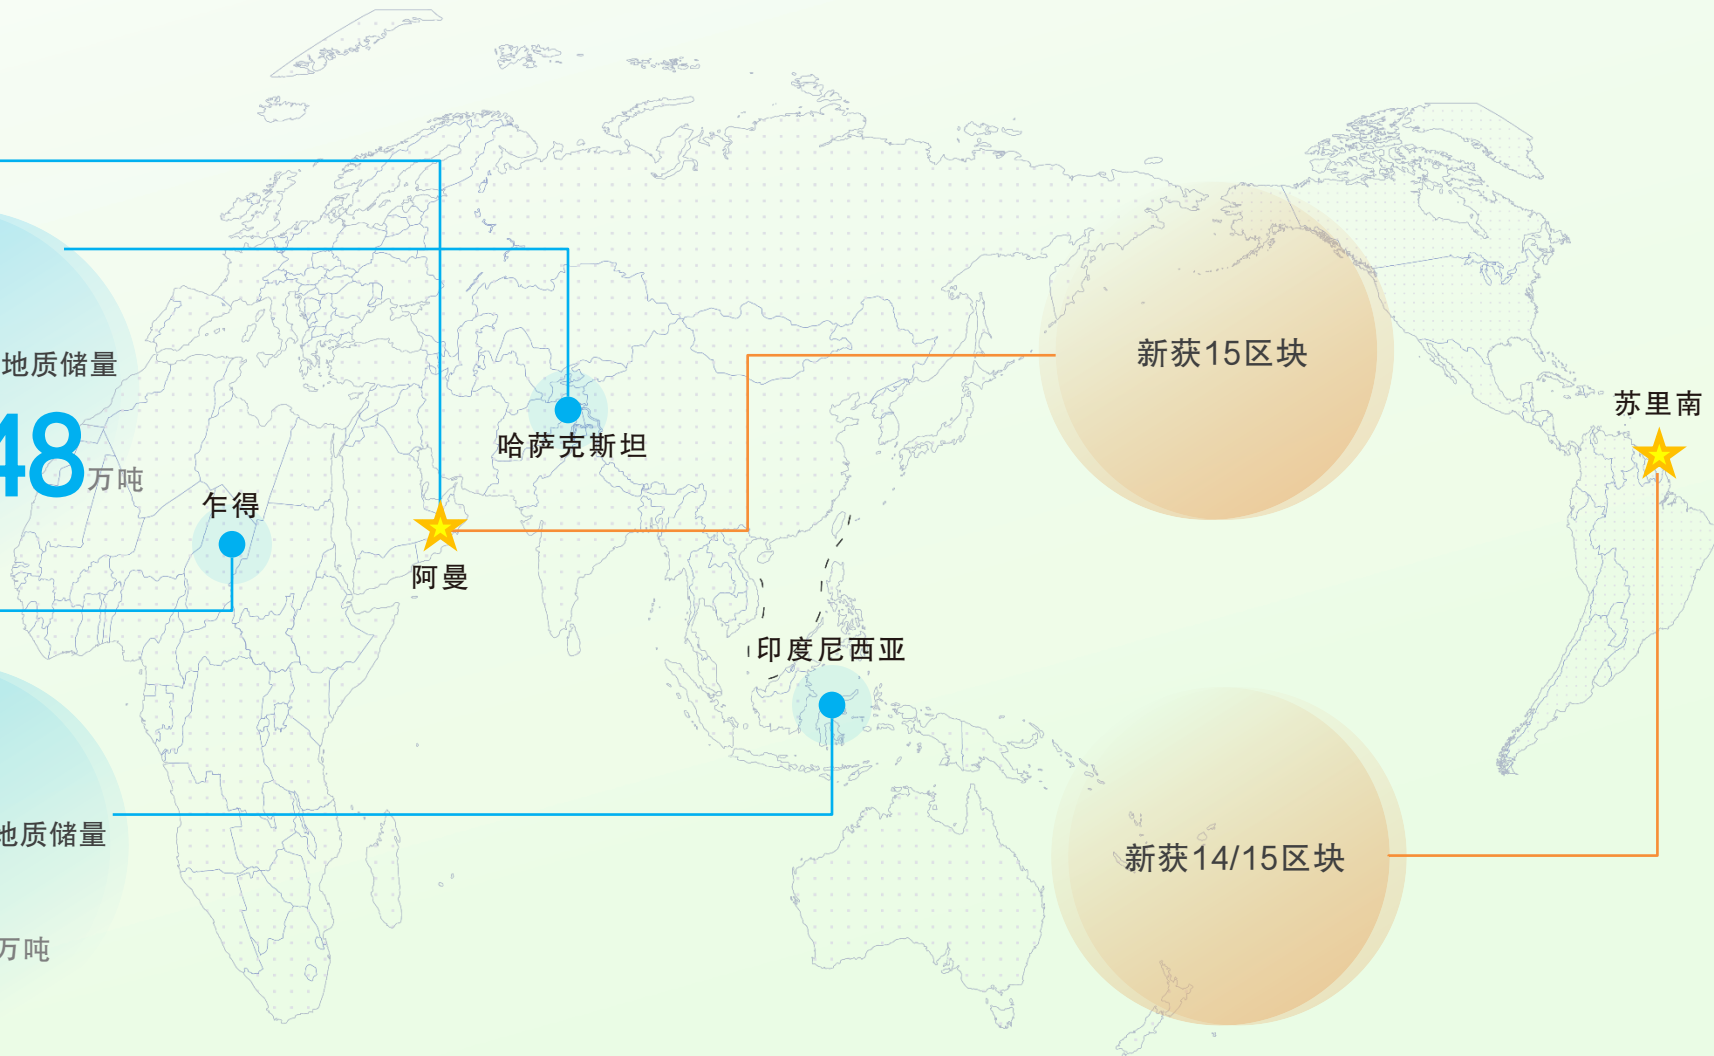 新获15区块
苏里南
地质储量
哈萨克斯坦
48万吨
乍得
阿曼
印度尼西亚
地质储量
新获14/15区块
万吨